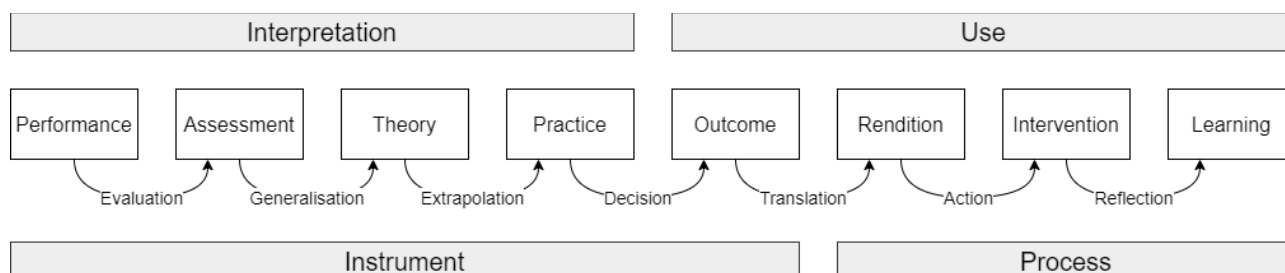 Interpretation Use
Performance Assessment Theory Practice Outcome Rendition Intervention Learning
Evaluation Generalisation Extrapolation Decision Translation Action Reflection
Instrument Process